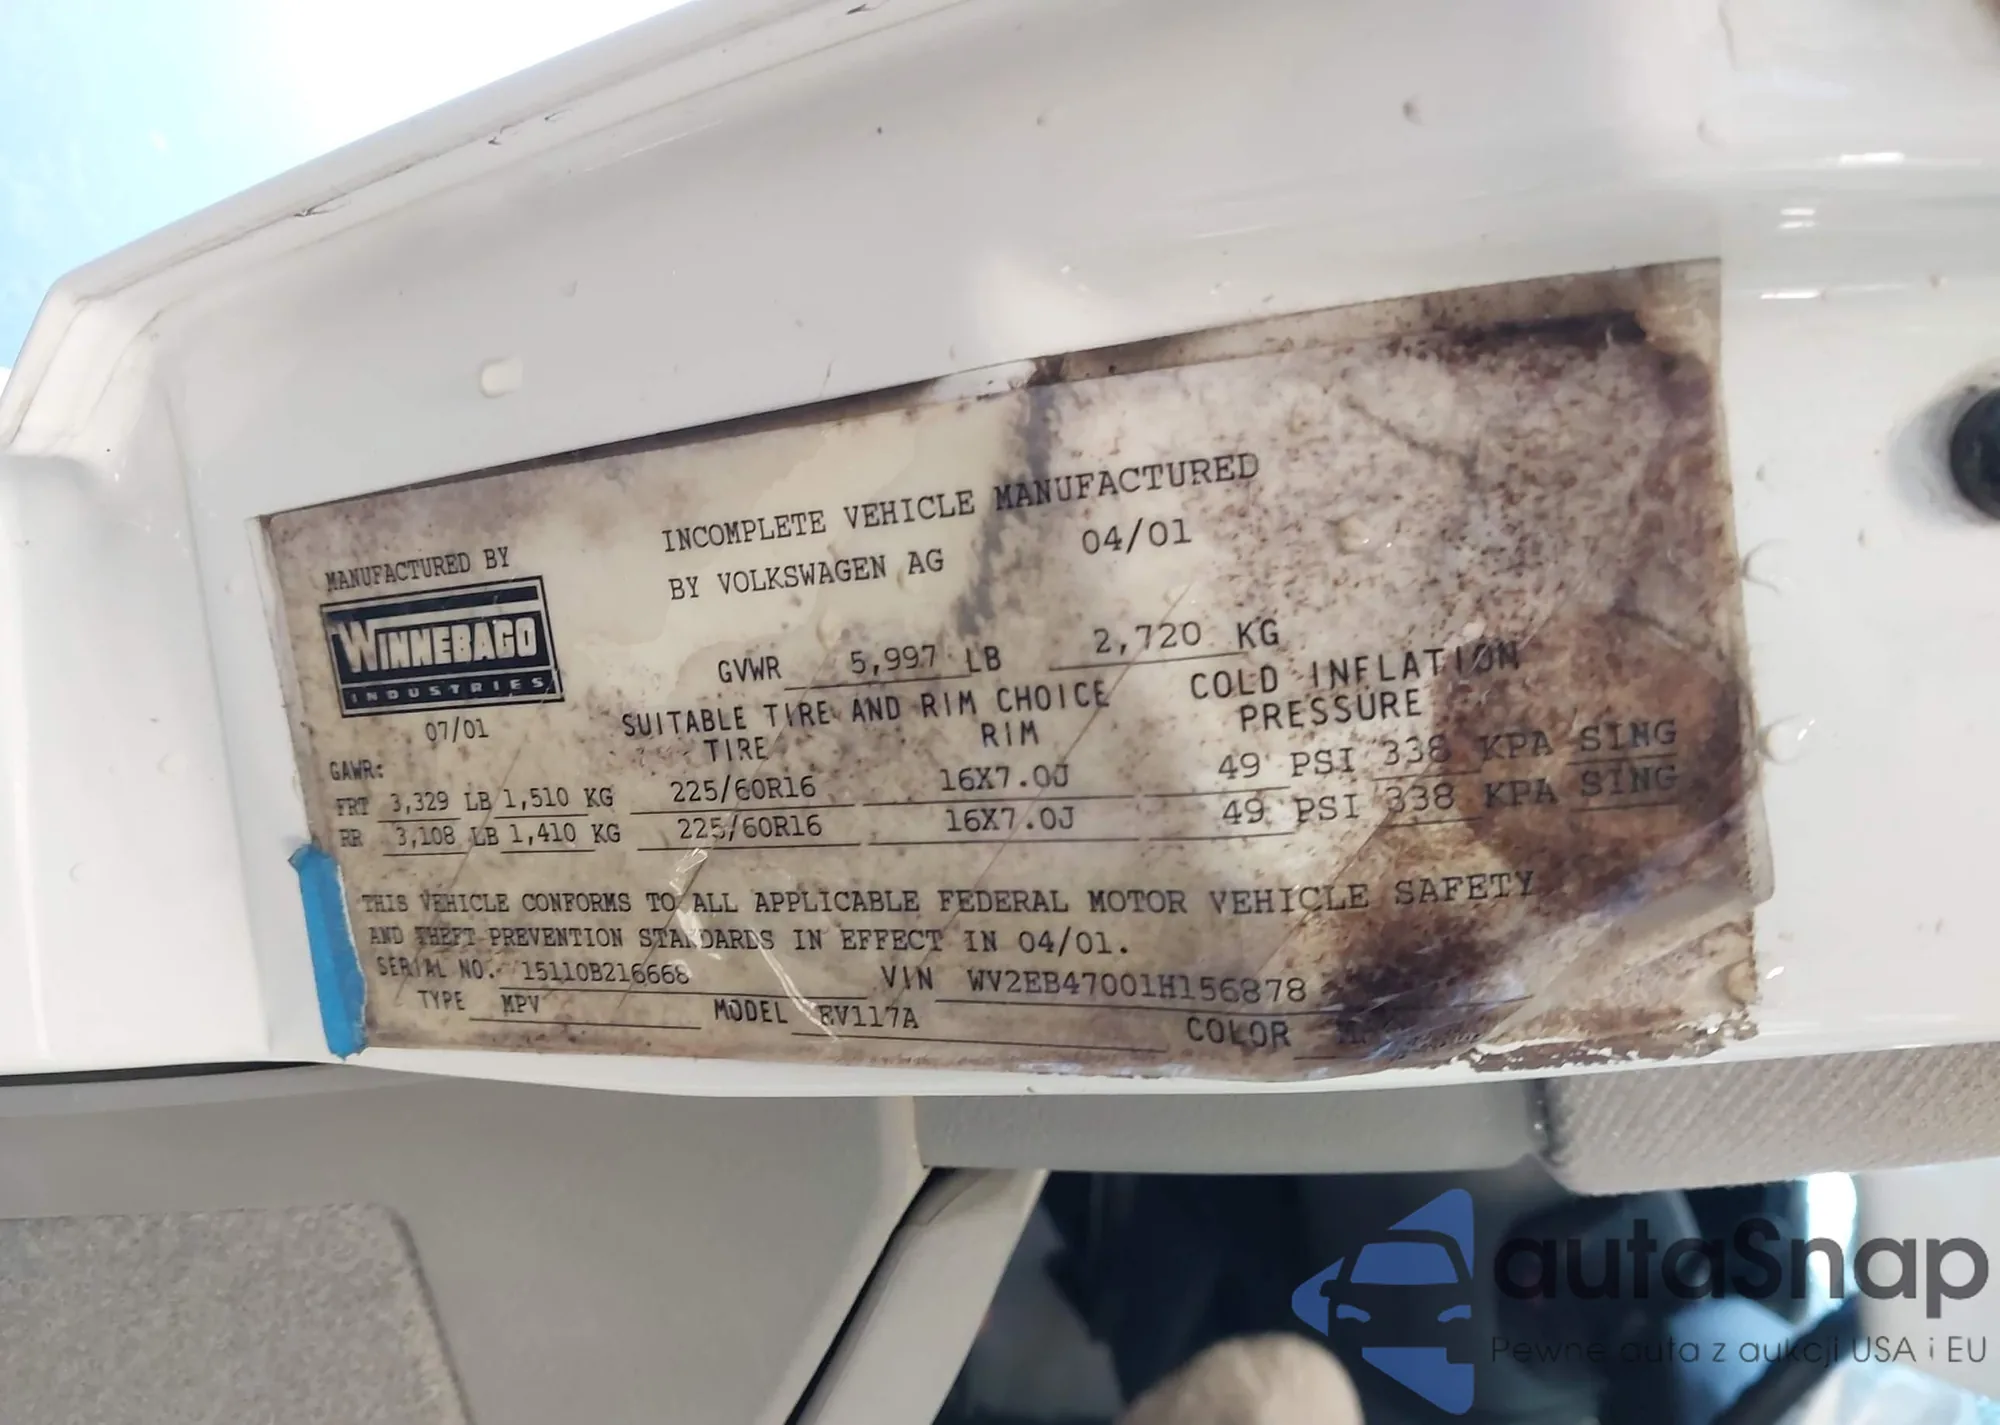 MANUFACTURED BY
WINNEBAGO
INDUSTRIES
07/01
INCOMPLETE VEHICLE MANUFACTURED
BY VOLKSWAGEN AG 04/01
GVWR 5,997 LB 2,720 KG
SUITABLE TIRE AND RIM CHOICE
TIRE RIM
COLD INFLATION
PRESSURE
GAWR:
FRT 3,329 LB 1,510 KG 225/60R16 16X7.0J 49 PSI 338 KPA SING
RR 3,108 LB 1,410 KG 225/60R16 16X7.0J 49 PSI 338 KPA SING
THIS VEHICLE CONFORMS TO ALL APPLICABLE FEDERAL MOTOR VEHICLE SAFETY
AND THEFT PREVENTION STANDARDS IN EFFECT IN 04/01.
SERIAL NO. 15110B216668 VIN WV2EB47001H156878
TYPE MPV MODEL EV117A COLOR
autaSnap
Pewne auta z aukcji USA i EU